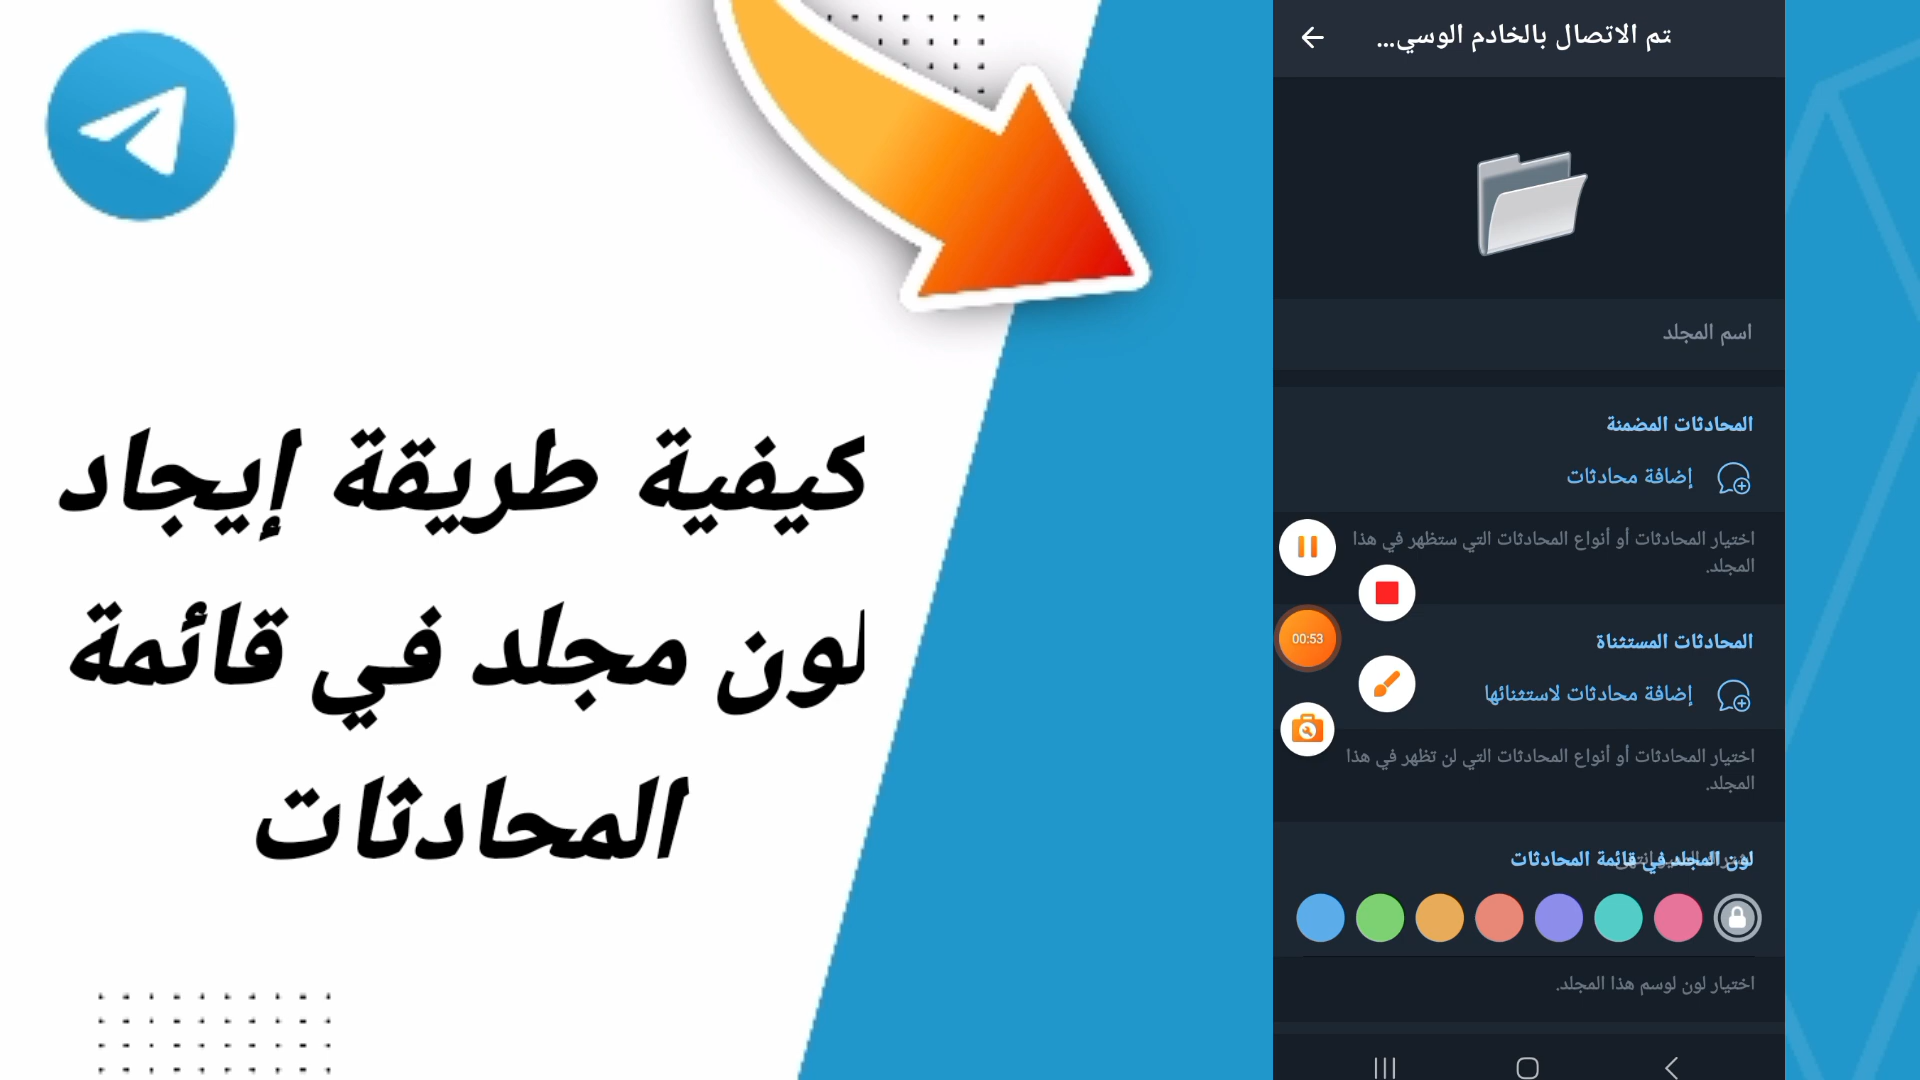 كيفية طريقة إيجاد
لون مجلد في قائمة
المحادثات
تم الاتصال بالخادم الوسي...
اسم المجلد
المحادثات المضمنة
إضافة محادثات
اختيار المحادثات أو أنواع المحادثات التي ستظهر في هذا
المجلد.
00:53
المحادثات المستثناة
إضافة محادثات لاستثنائها
اختيار المحادثات أو أنواع المحادثات التي لن تظهر في هذا
المجلد.
لون المجلد في قائمة المحادثات
اختيار لون لوسم هذا المجلد.